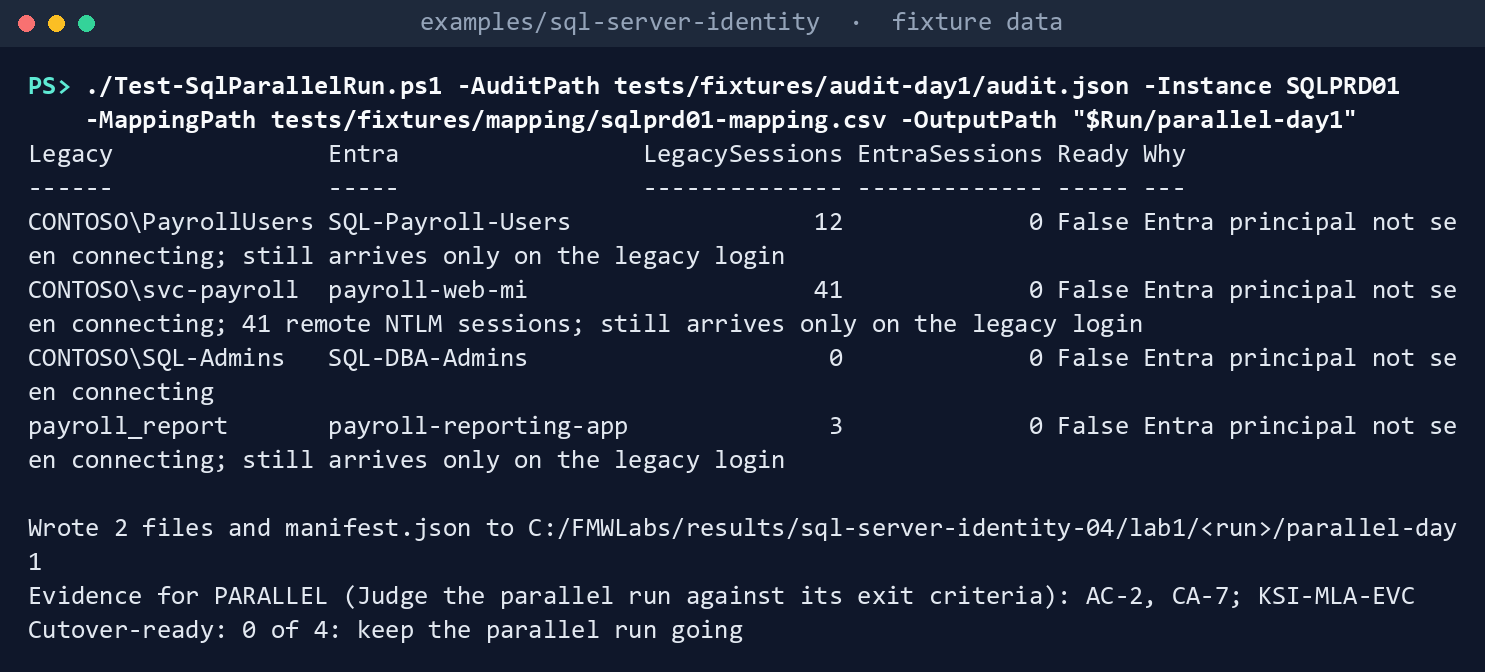 examples/sql-server-identity · fixture data
PS> ./Test-SqlParallelRun.ps1 -AuditPath tests/fixtures/audit-day1/audit.json -Instance SQLPRD01
    -MappingPath tests/fixtures/mapping/sqlprd01-mapping.csv -OutputPath "$Run/parallel-day1"
Legacy               Entra                 LegacySessions EntraSessions Ready Why
------               -----                 -------------- ------------- ----- ---
CONTOSO\PayrollUsers SQL-Payroll-Users                 12             0 False Entra principal not se
en connecting; still arrives only on the legacy login
CONTOSO\svc-payroll  payroll-web-mi                    41             0 False Entra principal not se
en connecting; 41 remote NTLM sessions; still arrives only on the legacy login
CONTOSO\SQL-Admins   SQL-DBA-Admins                     0             0 False Entra principal not se
en connecting
payroll_report       payroll-reporting-app              3             0 False Entra principal not se
en connecting; still arrives only on the legacy login
Wrote 2 files and manifest.json to C:/FMWLabs/results/sql-server-identity-04/lab1/<run>/parallel-day
1
Evidence for PARALLEL (Judge the parallel run against its exit criteria): AC-2, CA-7; KSI-MLA-EVC
Cutover-ready: 0 of 4: keep the parallel run going